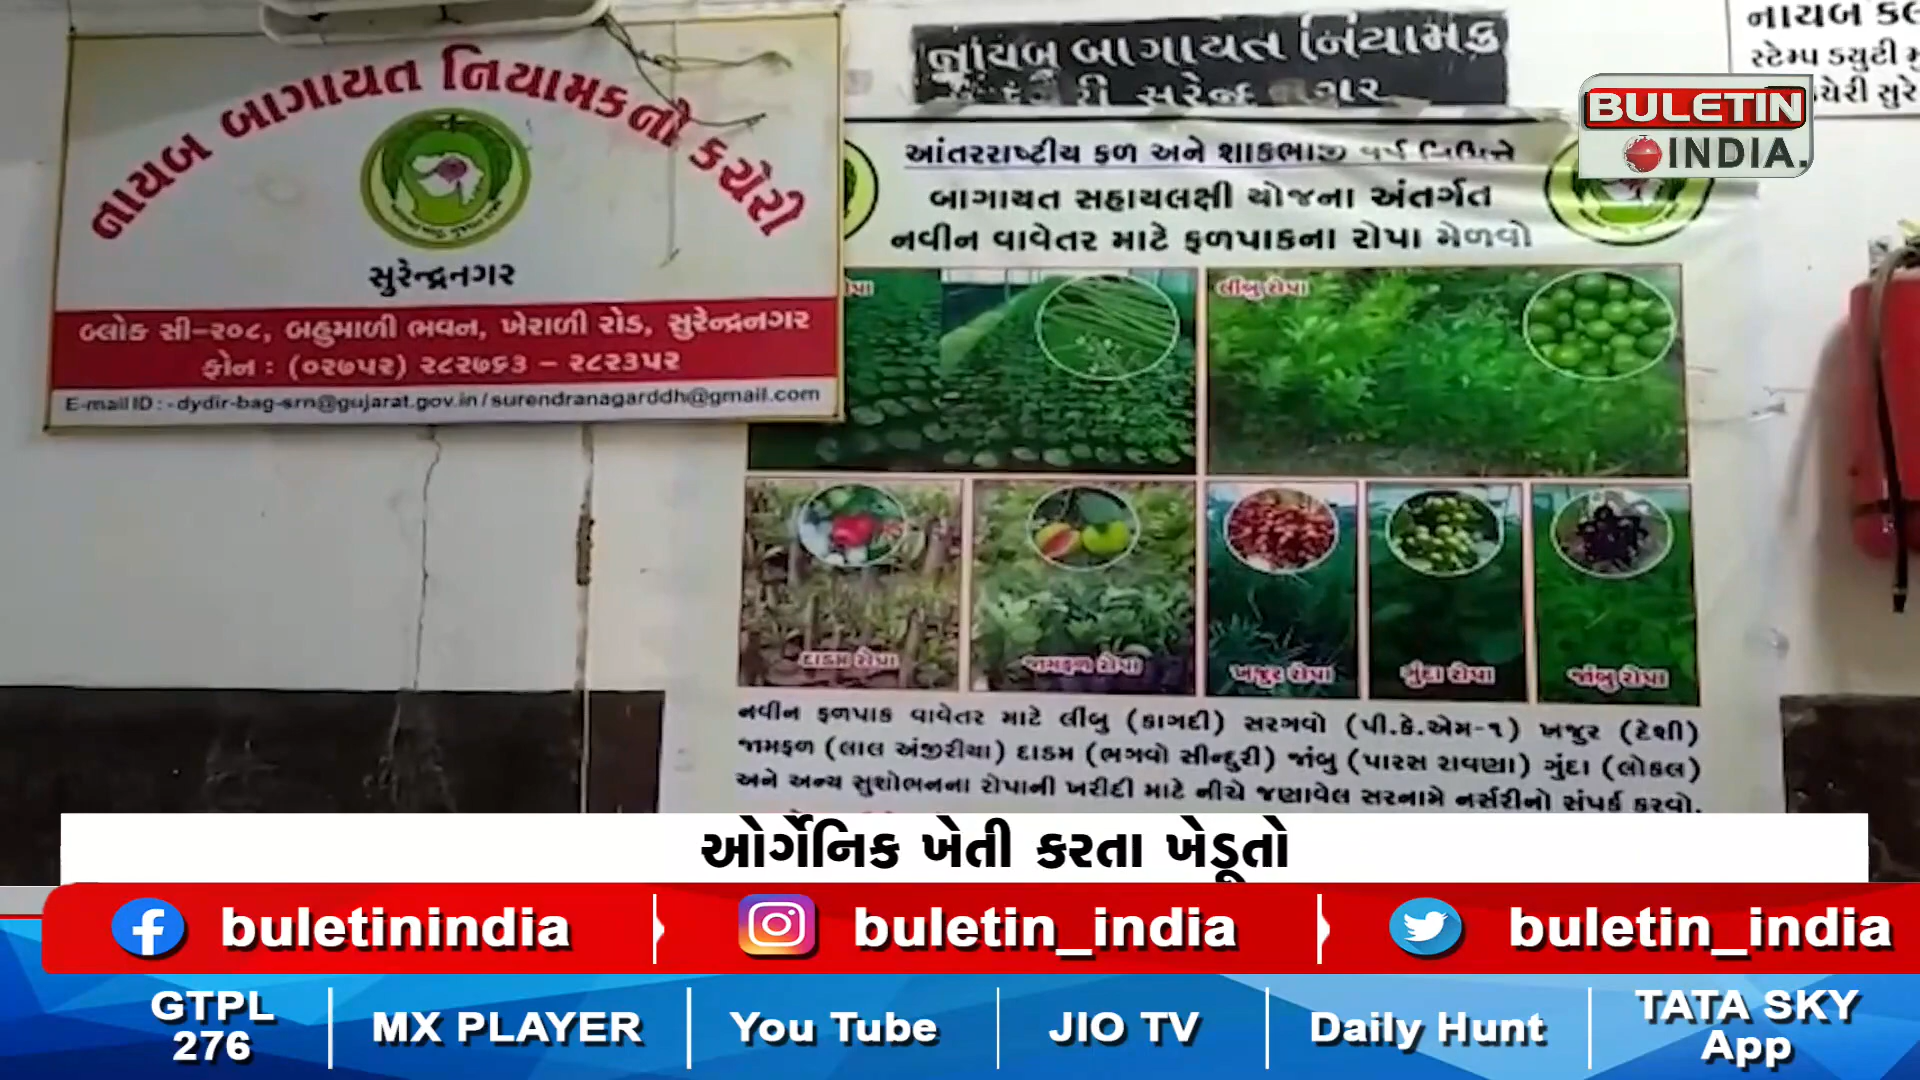 નાયબ બાગાયત નિયામકની કચેરી
સુરેન્દ્રનગર
બ્લોક સી-૨૦૮, બહુમાળી ભવન, ખેરાળી રોડ, સુરેન્દ્રનગર
ફોન : (૦૨૭૫૨) ૨૮૨૭૬૩ - ૨૮૨૩૫૨
E-mail ID : - dydir-bag-srn@gujarat.gov.in / surendranagarddh@gmail.com
નાયબ બાગાયત નિયામક
આંતરરાષ્ટ્રીય ફળ અને શાકભાજી વર્ષ નિમિત્તે
બાગાયત સહાયલક્ષી યોજના અંતર્ગત
નવીન વાવેતર માટે ફળપાકના રોપા મેળવો
લીંબુ રોપા
દાડમ રોપા
જામફળ રોપા
ખજુર રોપા
ગુંદા રોપા
જાંબુ રોપા
નવીન ફળપાક વાવેતર માટે લીંબુ (કાગદી) સરગવો (પી.કે.એમ-૧) ખજુર (દેશી)
જામફળ (લાલ અંજીરીયા) દાડમ (ભગવો સીન્દુરી) જાંબુ (પારસ રાવણા) ગુંદા (લોકલ)
અને અન્ય સુશોભનના રોપાની ખરીદી માટે નીચે જણાવેલ સરનામે નર્સરીનો સંપર્ક કરવો.
નાયબ
સ્ટેમ્પ ડયુટી
BULETIN
INDIA.
ઓર્ગેનિક ખેતી કરતા ખેડૂતો
buletinindia
buletin_india
buletin_india
GTPL 276
MX PLAYER
You Tube
JIO TV
Daily Hunt
TATA SKY App